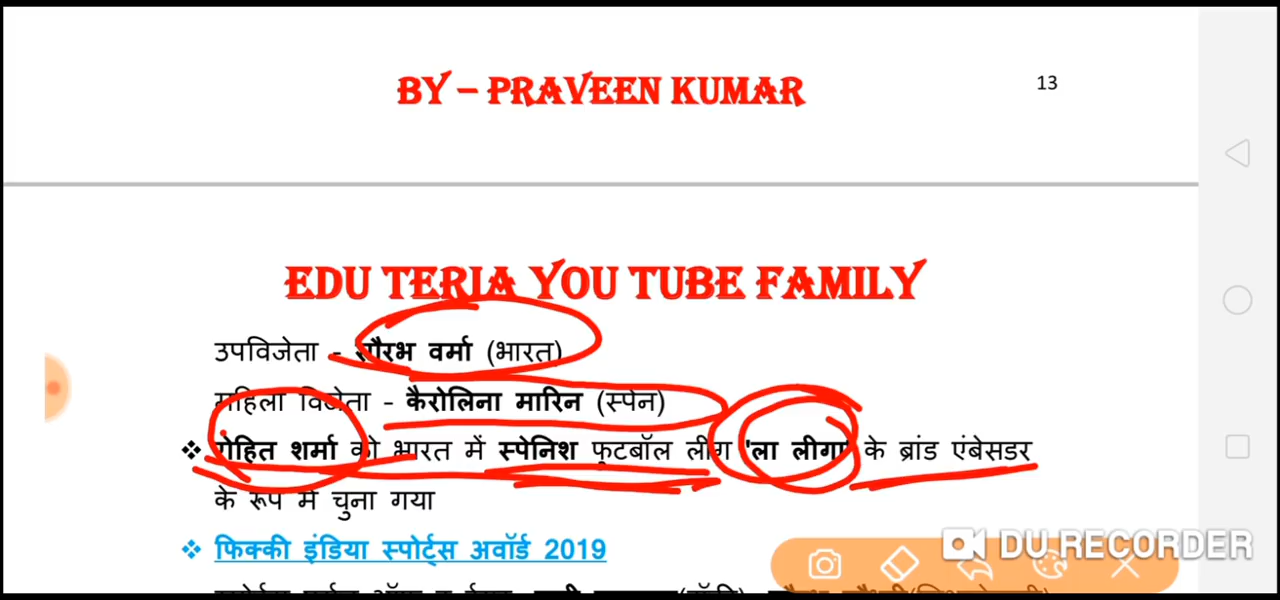 BY – PRAVEEN KUMAR
13
EDU TERIA YOU TUBE FAMILY
उपविजेता - सौरभ वर्मा (भारत)
महिला विजेता - कैरोलिना मारिन (स्पेन)
❖ रोहित शर्मा को भारत में स्पेनिश फुटबॉल लीग 'ला लीगा' के ब्रांड एंबेसडर
के रूप में चुना गया
❖ फिक्की इंडिया स्पोर्ट्स अवॉर्ड 2019
DU RECORDER